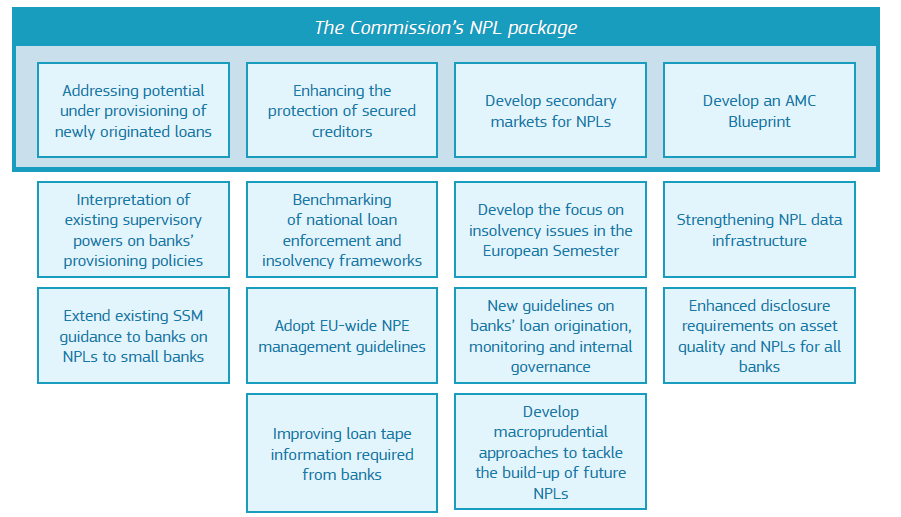 The Commission's NPL package
Addressing potential
under provisioning of
newly originated loans
Enhancing the
protection of secured
creditors
Develop secondary
markets for NPLs
Develop an AMC
Blueprint
Interpretation of
existing supervisory
powers on banks'
provisioning policies
Benchmarking
of national loan
enforcement and
insolvency frameworks
Develop the focus on
insolvency issues in the
European Semester
Strengthening NPL data
infrastructure
Extend existing SSM
guidance to banks on
NPLs to small banks
Adopt EU-wide NPE
management guidelines
New guidelines on
banks' loan origination,
monitoring and internal
governance
Enhanced disclosure
requirements on asset
quality and NPLs for all
banks
Improving loan tape
information required
from banks
Develop
macroprudential
approaches to tackle
the build-up of future
NPLs